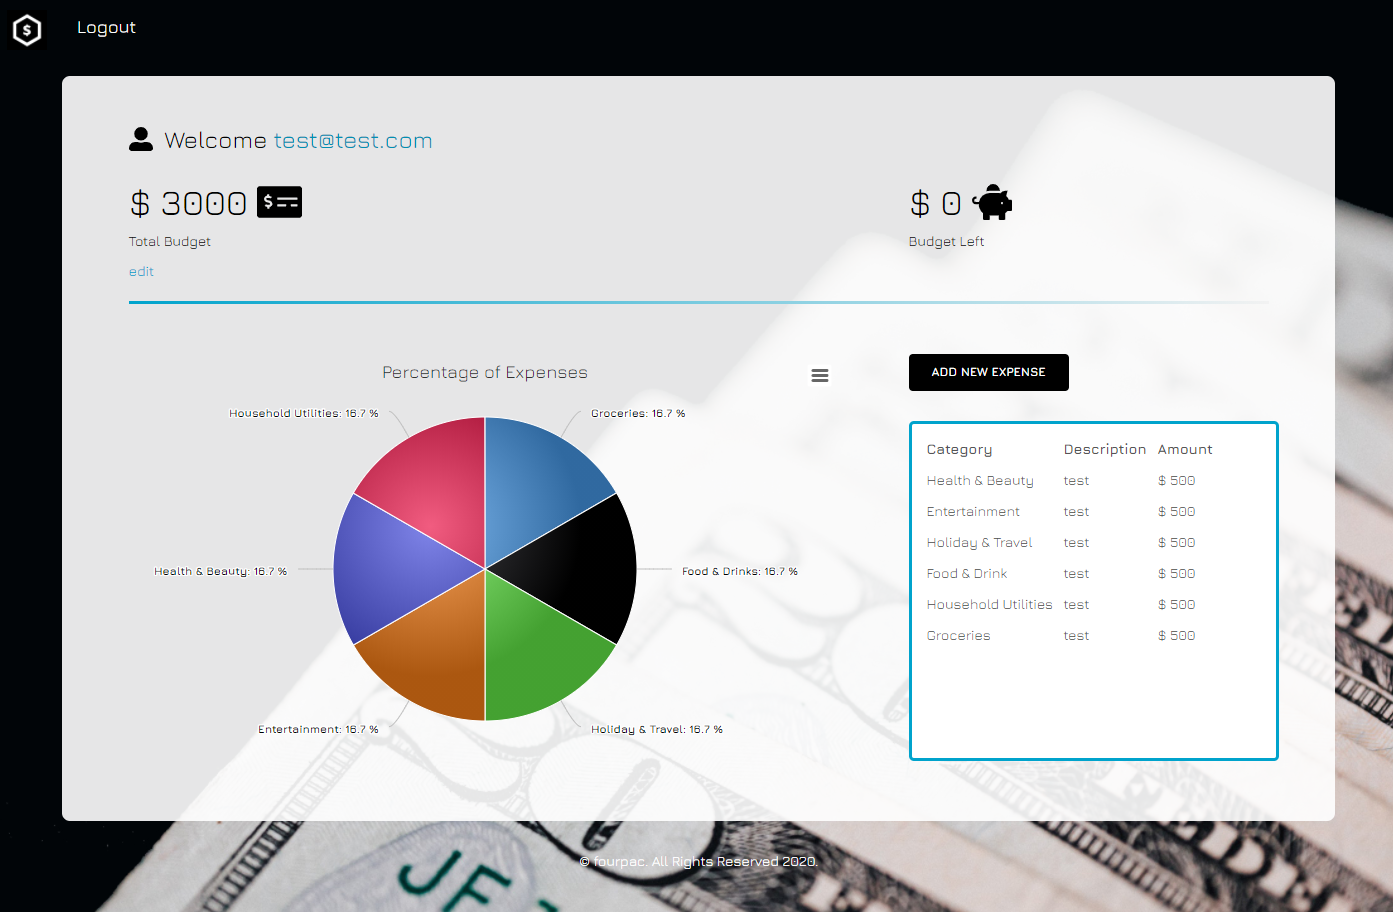 $ Logout
Welcome test@test.com
$ 3000 $
$ 0
Total Budget
Budget Left
edit
Percentage of Expenses
ADD NEW EXPENSE
Household Utilities: 16.7 %
Groceries: 16.7 %
Health & Beauty: 16.7 %
Food & Drinks: 16.7 %
Entertainment: 16.7 %
Holiday & Travel: 16.7 %
Category Description Amount
Health & Beauty test $ 500
Entertainment test $ 500
Holiday & Travel test $ 500
Food & Drink test $ 500
Household Utilities test $ 500
Groceries test $ 500
© fourpac. All Rights Reserved 2020.